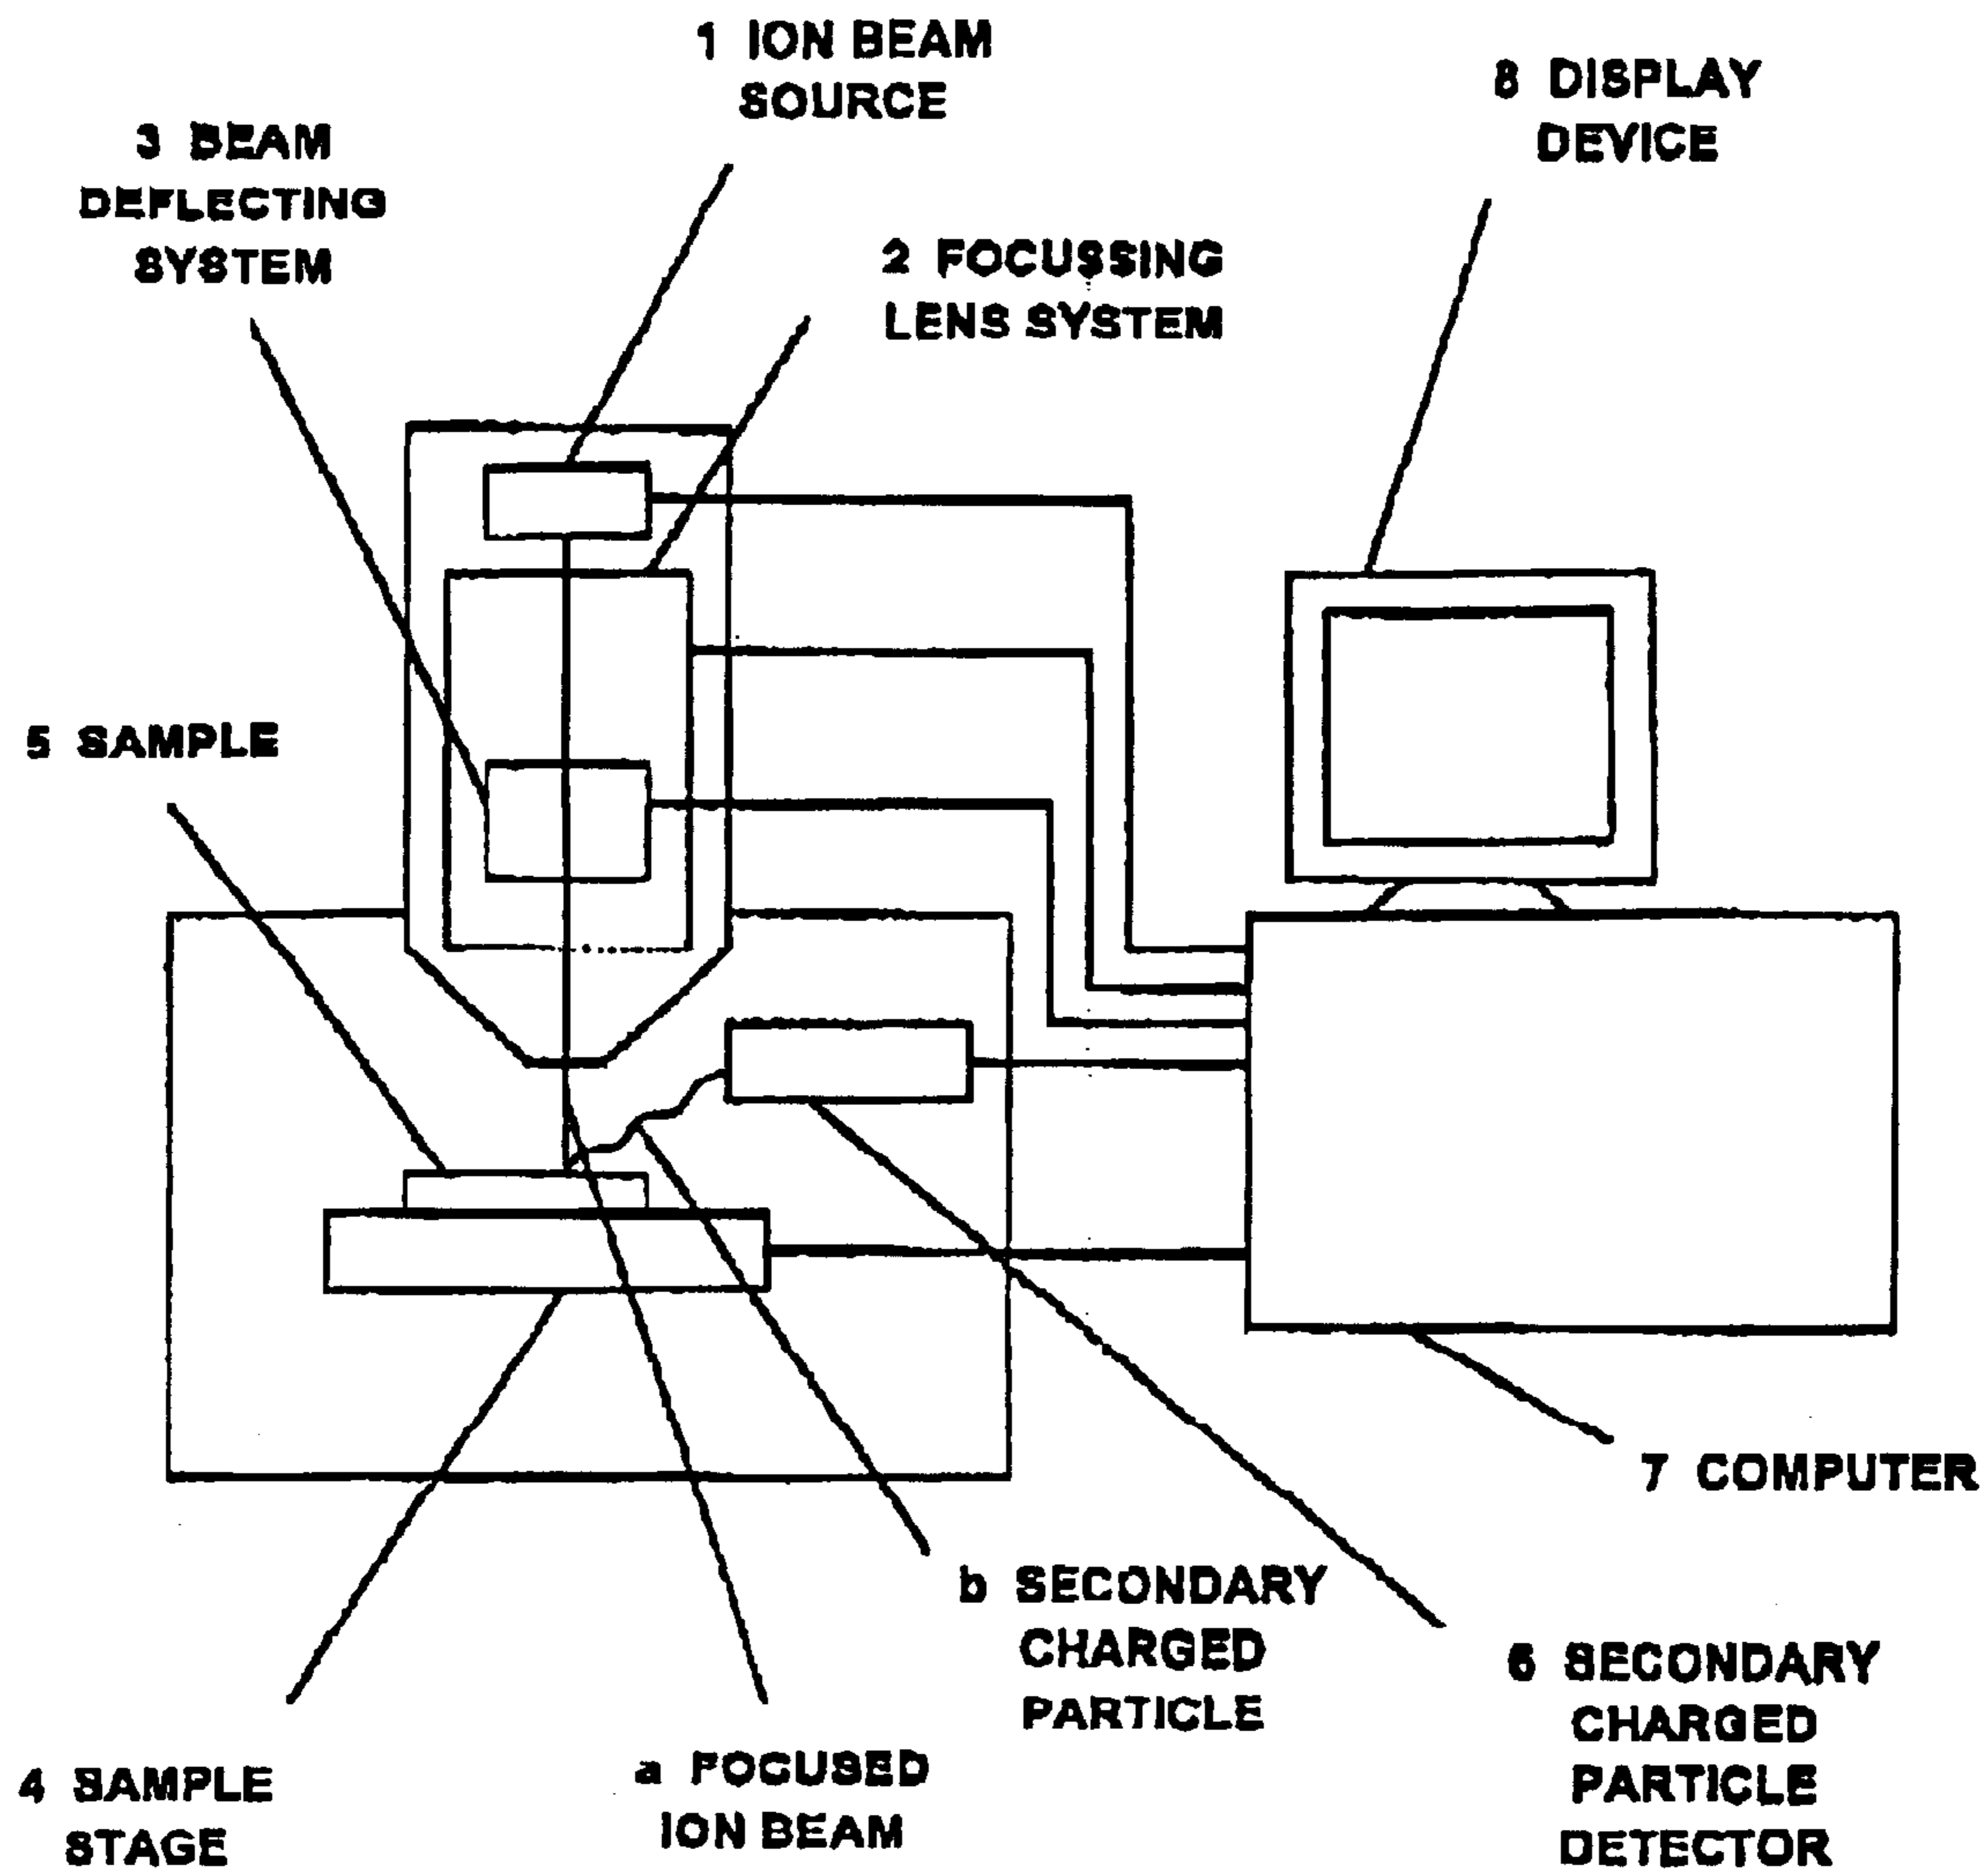 1 ION BEAM
SOURCE
8 DISPLAY
DEVICE
3 BEAM
DEFLECTING
SYSTEM
2 FOCUSSING
LENS SYSTEM
5 SAMPLE
7 COMPUTER
b SECONDARY
CHARGED
PARTICLE
6 SECONDARY
CHARGED
PARTICLE
DETECTOR
a FOCUSED
ION BEAM
4 SAMPLE
STAGE